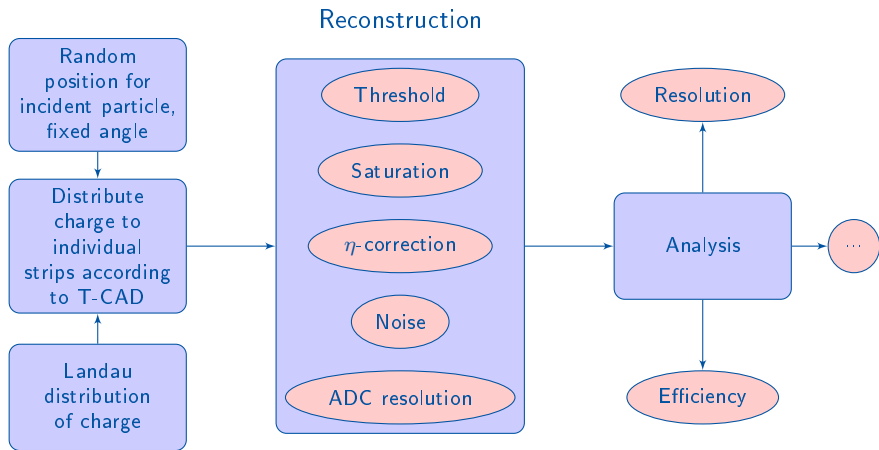 Reconstruction
Random
position for
incident particle,
fixed angle
Distribute
charge to
individual
strips according
to T-CAD
Landau
distribution
of charge
Threshold
Saturation
η-correction
Noise
ADC resolution
Resolution
Analysis
...
Efficiency